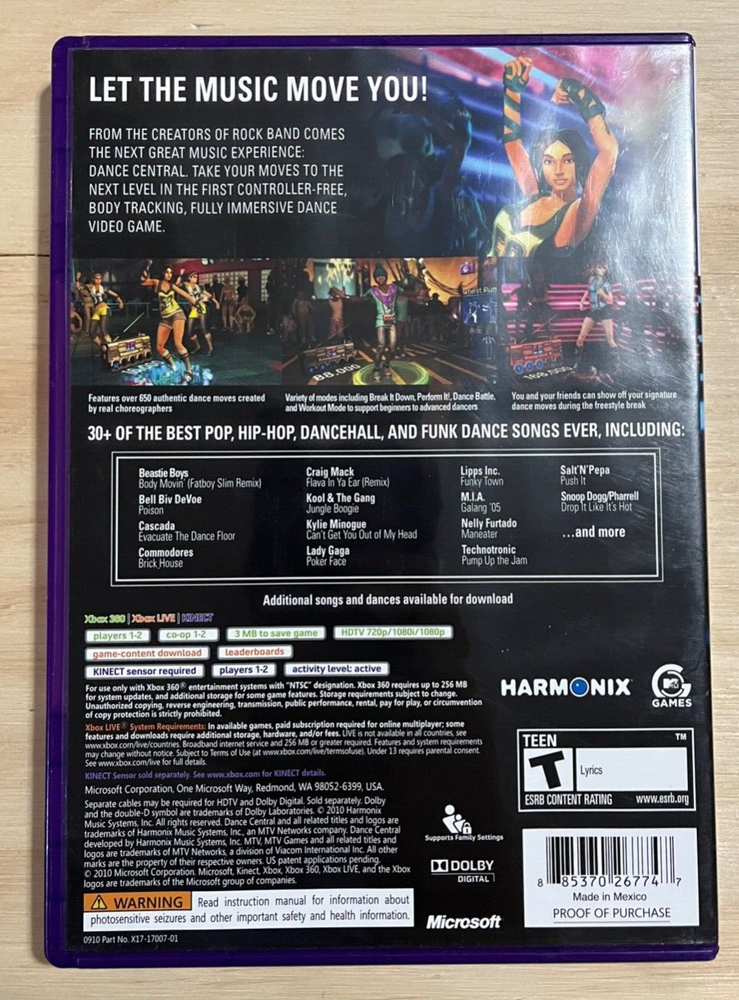 LET THE MUSIC MOVE YOU!
FROM THE CREATORS OF ROCK BAND COMES
THE NEXT GREAT MUSIC EXPERIENCE:
DANCE CENTRAL. TAKE YOUR MOVES TO THE
NEXT LEVEL IN THE FIRST CONTROLLER-FREE,
BODY TRACKING, FULLY IMMERSIVE DANCE
VIDEO GAME.
Features over 650 authentic dance moves created
by real choreographers
Variety of modes including Break It Down, Perform It!, Dance Battle,
and Workout Mode to support beginners to advanced dancers
You and your friends can show off your signature
dance moves during the freestyle break
30+ OF THE BEST POP, HIP-HOP, DANCEHALL, AND FUNK DANCE SONGS EVER, INCLUDING:
Beastie Boys
Body Movin' (Fatboy Slim Remix)
Bell Biv DeVoe
Poison
Cascada
Evacuate The Dance Floor
Commodores
Brick House
Craig Mack
Flava In Ya Ear (Remix)
Kool & The Gang
Jungle Boogie
Kylie Minogue
Can't Get You Out of My Head
Lady Gaga
Poker Face
Lipps Inc.
Funky Town
M.I.A.
Galang '05
Nelly Furtado
Maneater
Technotronic
Pump Up the Jam
Salt'N'Pepa
Push It
Snoop Dogg/Pharrell
Drop It Like It's Hot
...and more
Additional songs and dances available for download
Xbox 360 | Xbox LIVE | KINECT
players 1-2 co-op 1-2 3 MB to save game HDTV 720p/1080i/1080p
game-content download leaderboards
KINECT sensor required players 1-2 activity level: active
For use only with Xbox 360® entertainment systems with "NTSC" designation. Xbox 360 requires up to 256 MB
for system updates, and additional storage for some game features. Storage requirements subject to change.
Unauthorized copying, reverse engineering, transmission, public performance, rental, pay for play, or circumvention
of copy protection is strictly prohibited.
Xbox LIVE® System Requirements: In available games, paid subscription required for online multiplayer; some
features and downloads require additional storage, hardware, and/or fees. LIVE is not available in all countries, see
www.xbox.com/live/countries. Broadband internet service and 256 MB or greater required. Features and system requirements
may change without notice. Subject to Terms of Use (at www.xbox.com/live/termsofuse). Under 13 requires parental consent.
See www.xbox.com/live for full details.
KINECT Sensor sold separately. See www.xbox.com for KINECT details.
Microsoft Corporation, One Microsoft Way, Redmond, WA 98052-6399, USA.
Separate cables may be required for HDTV and Dolby Digital. Sold separately. Dolby
and the double-D symbol are trademarks of Dolby Laboratories. © 2010 Harmonix
Music Systems, Inc. All rights reserved. Dance Central and all related titles and logos are
trademarks of Harmonix Music Systems, Inc., an MTV Networks company. Dance Central
developed by Harmonix Music Systems, Inc. MTV, MTV Games and all related titles and
logos are trademarks of MTV Networks, a division of Viacom International Inc. All other
marks are the property of their respective owners. US patent applications pending.
© 2010 Microsoft Corporation. Microsoft, Kinect, Xbox, Xbox 360, Xbox LIVE, and the Xbox
logos are trademarks of the Microsoft group of companies.
WARNING Read instruction manual for information about
photosensitive seizures and other important safety and health information.
0910 Part No. X17-17007-01
HARMONIX
GAMES
TEEN TM
T
Lyrics
ESRB CONTENT RATING www.esrb.org
Supports Family Settings
DOLBY
DIGITAL
Microsoft
8 85370 26774 7
Made in Mexico
PROOF OF PURCHASE